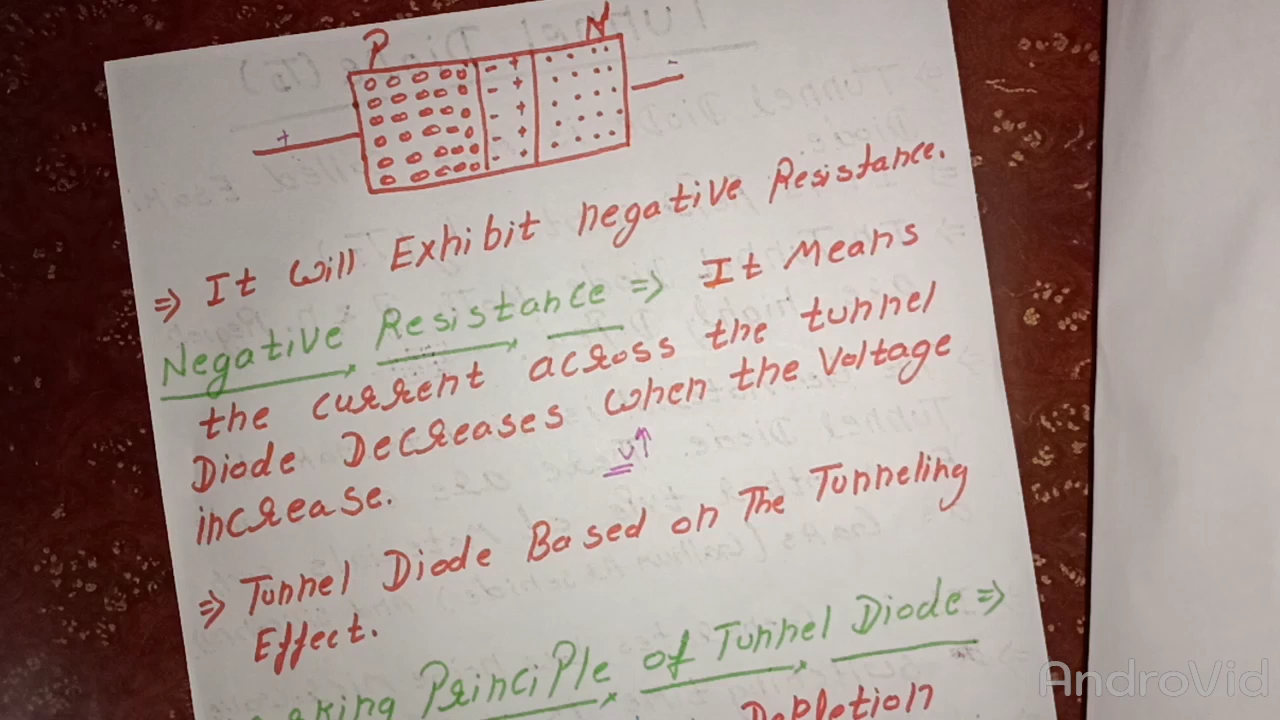 P N
+ -
⇒ It will Exhibit negative Resistance.
Negative Resistance ⇒ It Means
the current across the tunnel
Diode Decreases when the Voltage
increase. V↑
⇒ Tunnel Diode Based on The Tunneling
Effect.
Principle of Tunnel Diode ⇒
Depletion
AndroVid